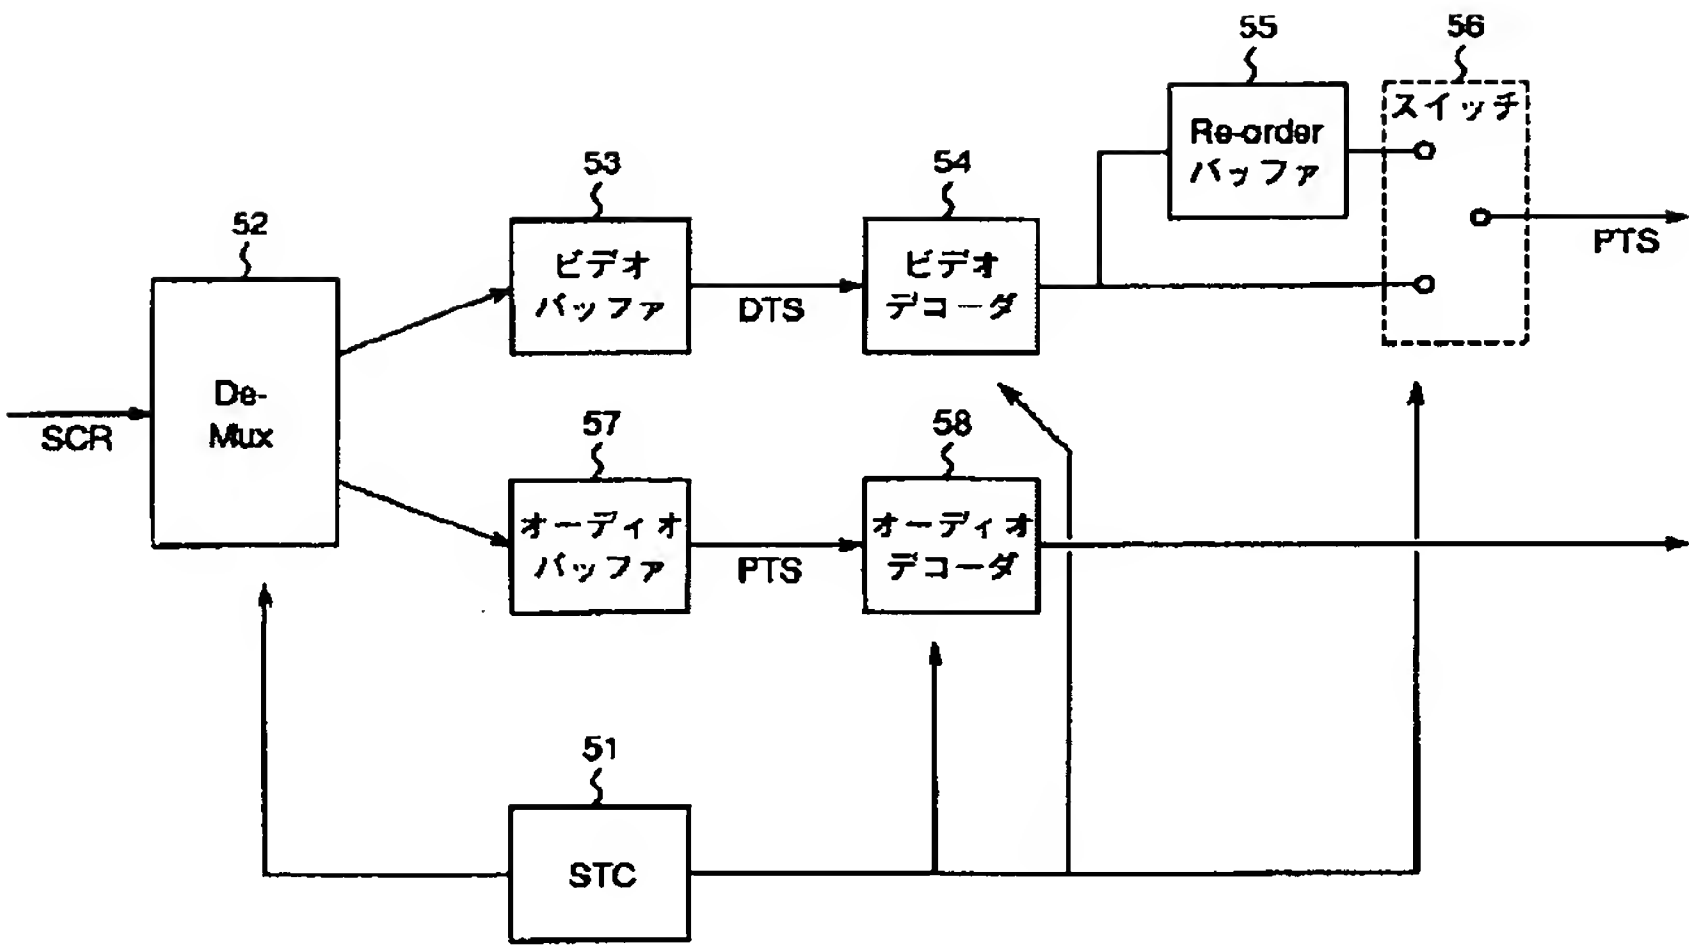 55
56
スイッチ
Re-order
バッファ
53
54
PTS
52
ビデオ
バッファ
DTS
ビデオ
デコーダ
De-
Mux
SCR
57
58
オーディオ
バッファ
PTS
オーディオ
デコーダ
51
STC